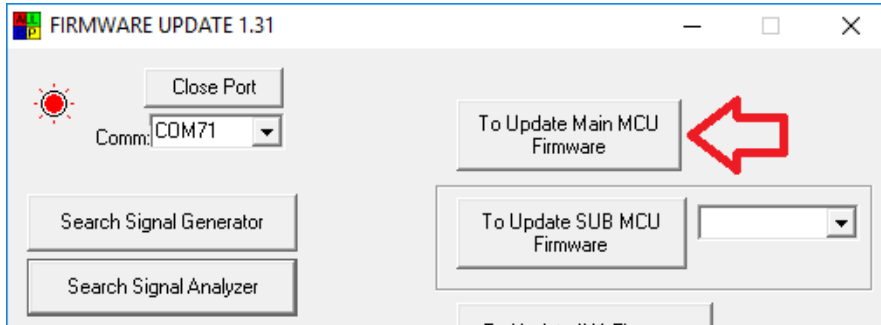 ALL
P
FIRMWARE UPDATE 1.31
Close Port
Comm:
COM71
To Update Main MCU
Firmware
Search Signal Generator
To Update SUB MCU
Firmware
Search Signal Analyzer